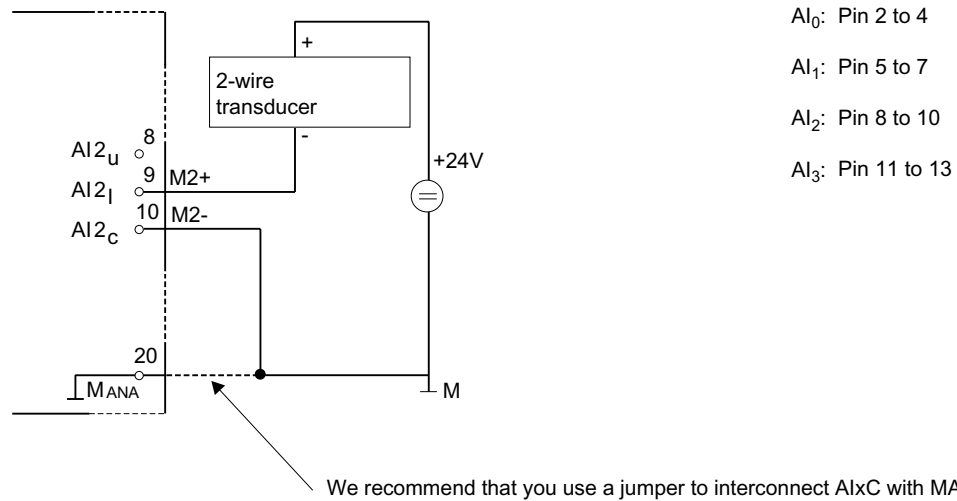 AI0: Pin 2 to 4
+
AI1: Pin 5 to 7
2-wire
transducer
AI2: Pin 8 to 10
-
8
AI2u
+24V
AI3: Pin 11 to 13
9 M2+
AI2I
10 M2-
AI2c
20
MANA
M
We recommend that you use a jumper to interconnect AIxC with